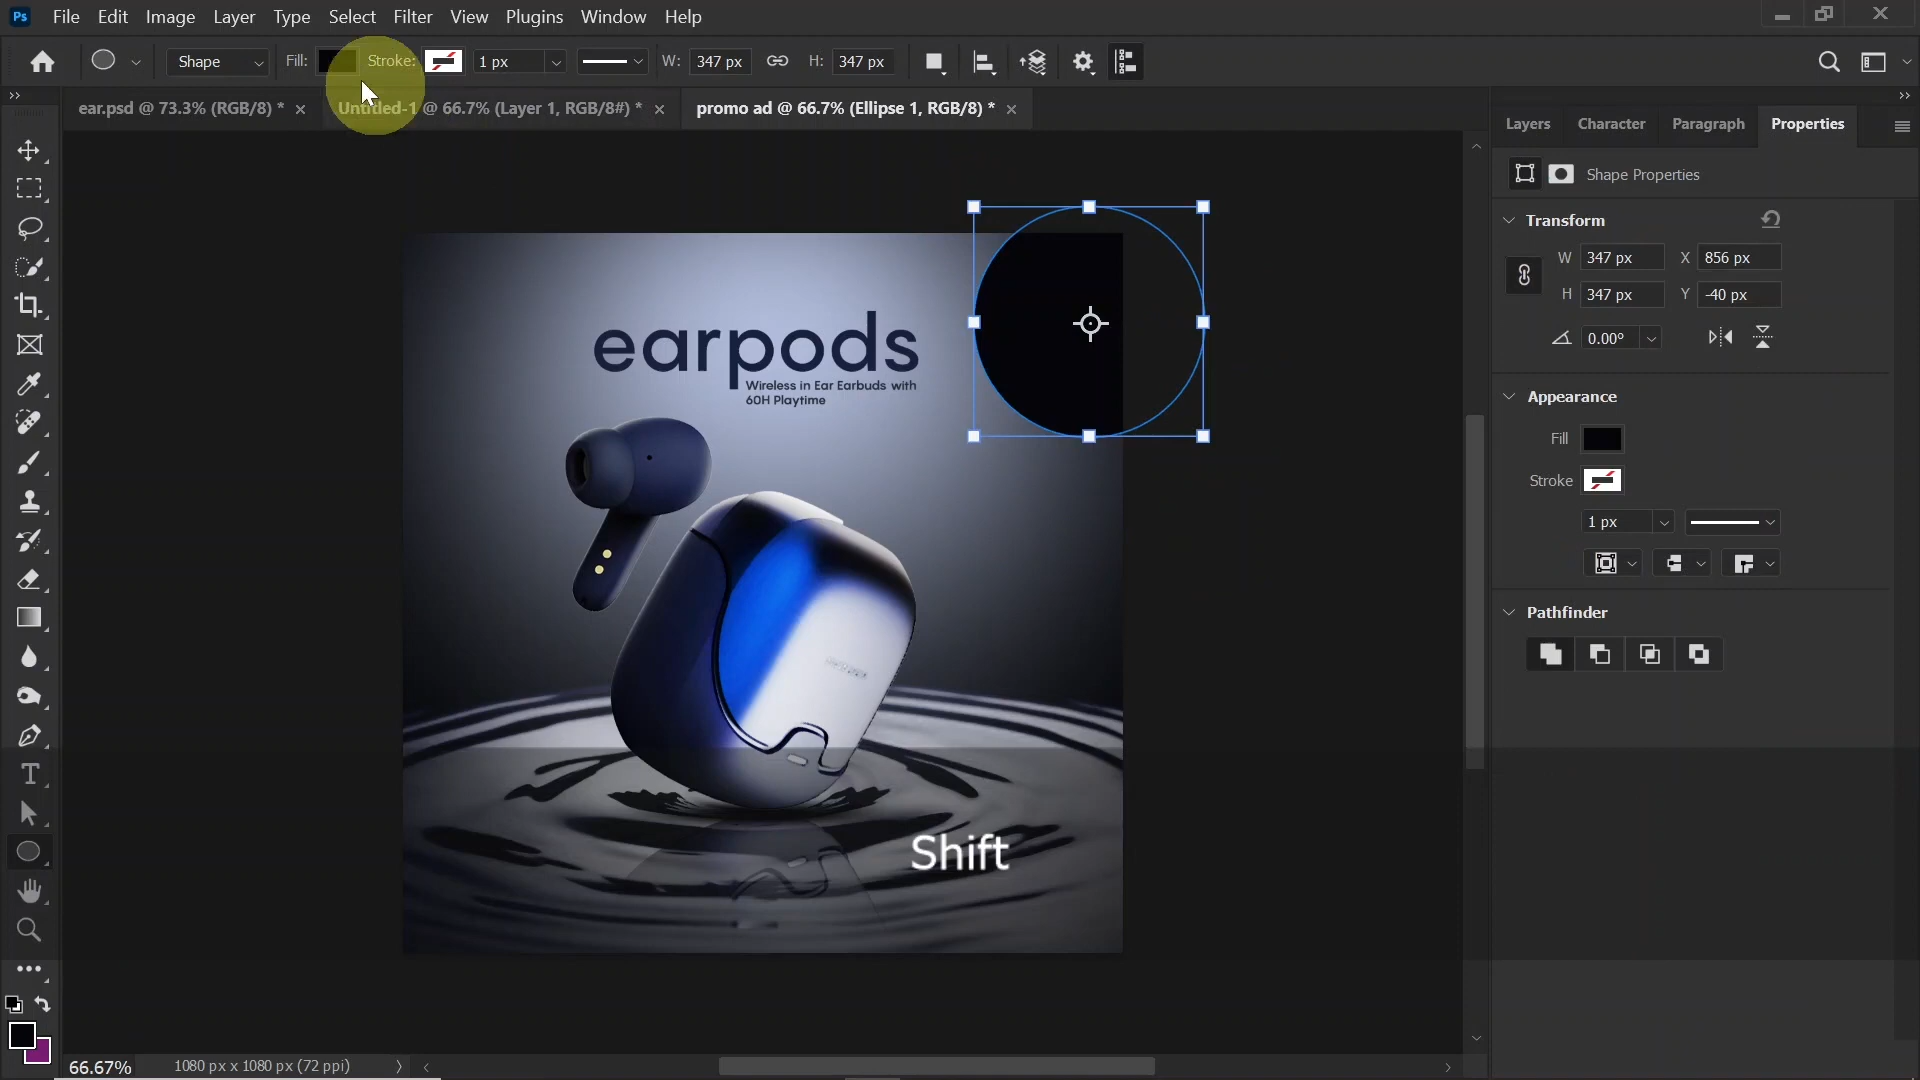 Ps File Edit Image Layer Select Type Filter View Plugins Window Help
Shape Fill: Stroke: 1 px W: 347 px H: 347 px
ear.psd @ 73.3% (RGB/8) * Untitled-1 @ 66.7% (Layer 1, RGB/8#) * promo ad @ 66.7% (Ellipse 1, RGB/8) *
Layers Character Paragraph Properties
Shape Properties
Transform
W 347 px X 856 px
H 347 px Y -40 px
0.00°
Appearance
Fill
Stroke
1 px
Pathfinder
earpods
Wireless in Ear Earbuds with
60H Playtime
Shift
T
66.67% 1080 px x 1080 px (72 ppi)